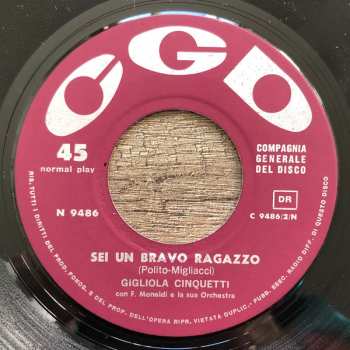 CGD
45
normal play
COMPAGNIA
GENERALE
DEL DISCO
N 9486
DR
C 9486/2/N
SEI UN BRAVO RAGAZZO
(Polito-Migliacci)
GIGLIOLA CINQUETTI
con F. Monaldi e la sua Orchestra
RIS. TUTTI I DIRITTI DEL PROD. FONOG. E DEL PROP. DELL'OPERA RIPR. VIETATA DUPLIC. - PUBB. ESEC. RADIO DIFF. DI QUESTO DISCO